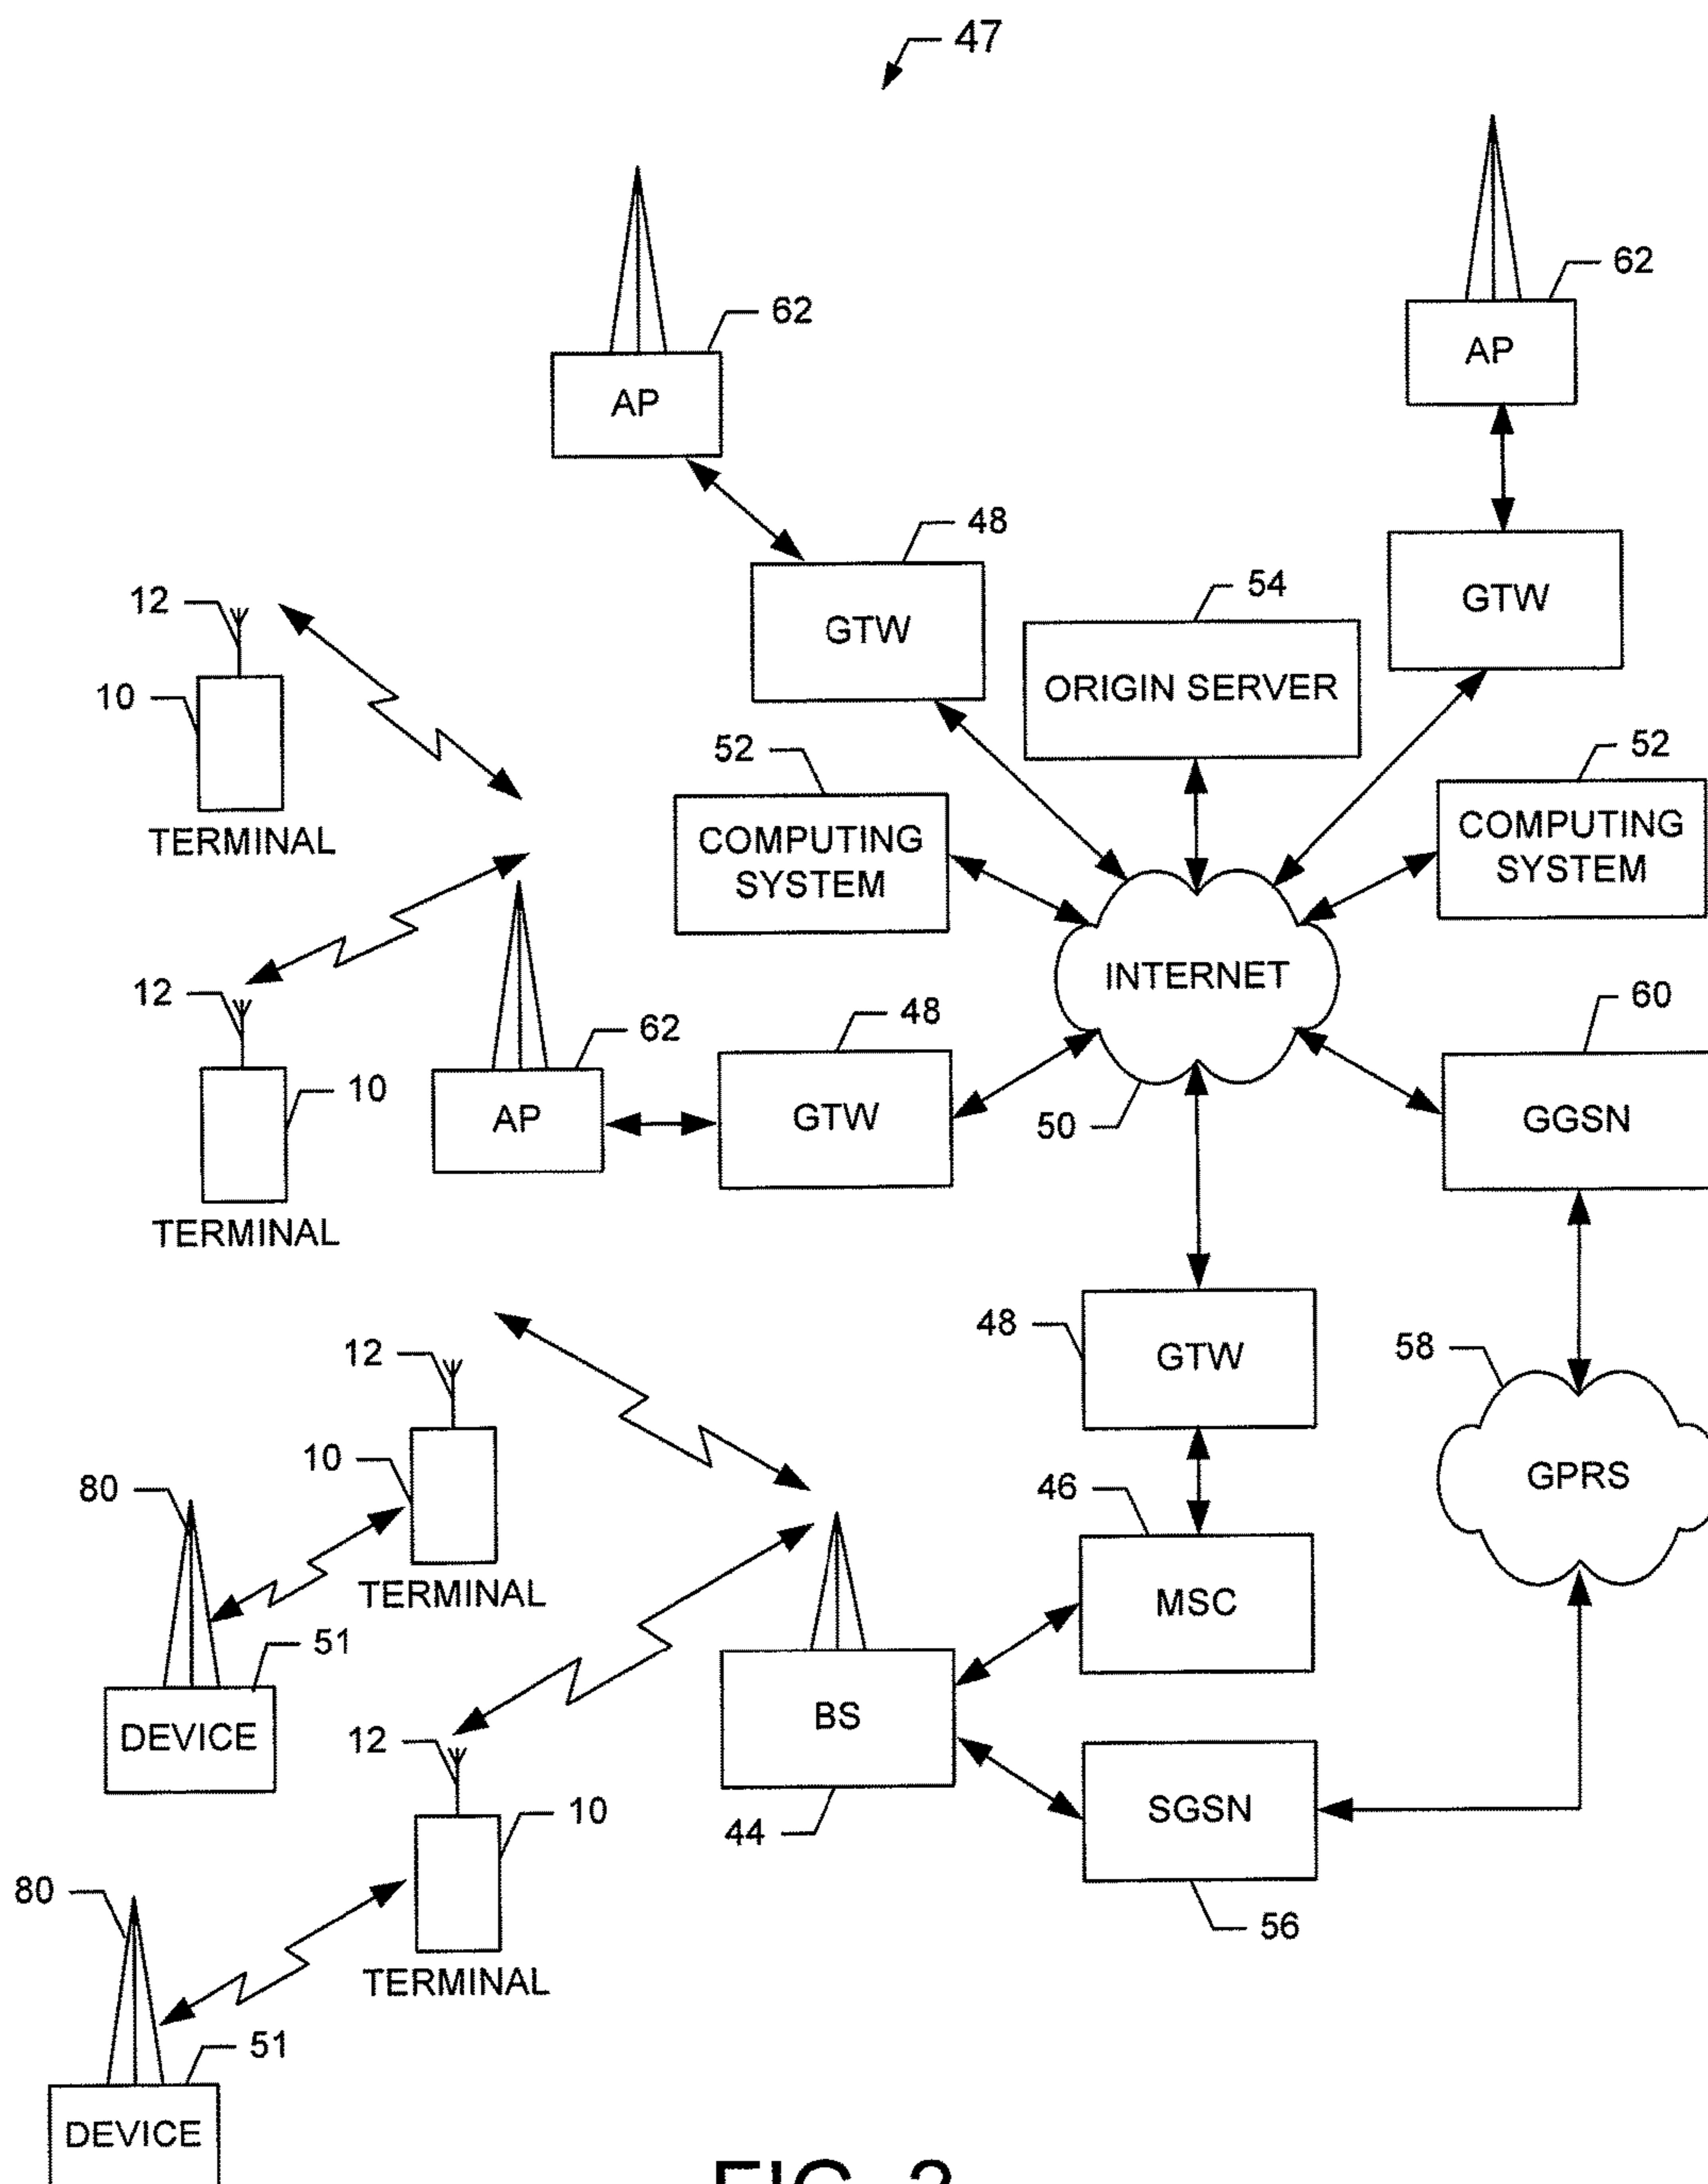 47
62
AP
62
AP
48
GTW
GTW
54
ORIGIN SERVER
12
10
TERMINAL
52
COMPUTING
SYSTEM
52
COMPUTING
SYSTEM
INTERNET
50
12
10
TERMINAL
62
AP
48
GTW
60
GGSN
48
GTW
58
GPRS
12
10
TERMINAL
80
51
DEVICE
46
MSC
BS
44
12
10
TERMINAL
SGSN
56
80
51
DEVICE
FIG. 2